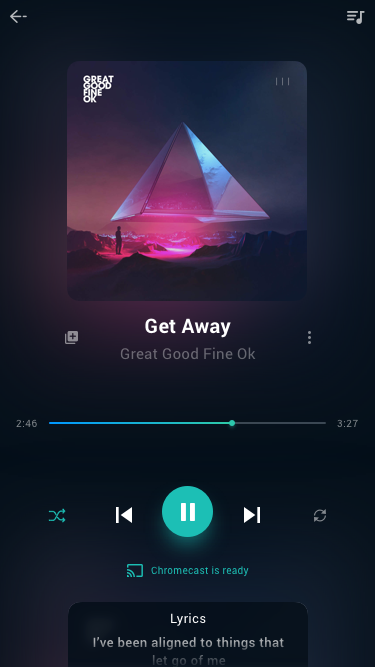 GREAT
GOOD
FINE
OK
Get Away
Great Good Fine Ok
2:46
3:27
Chromecast is ready
Lyrics
I've been aligned to things that
let go of me